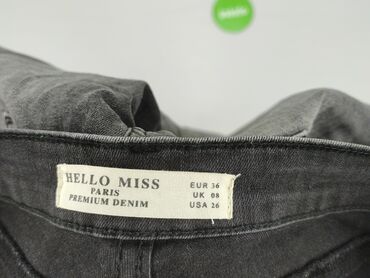 HELLO MISS
PARIS
PREMIUM DENIM
EUR 36
UK 08
USA 26